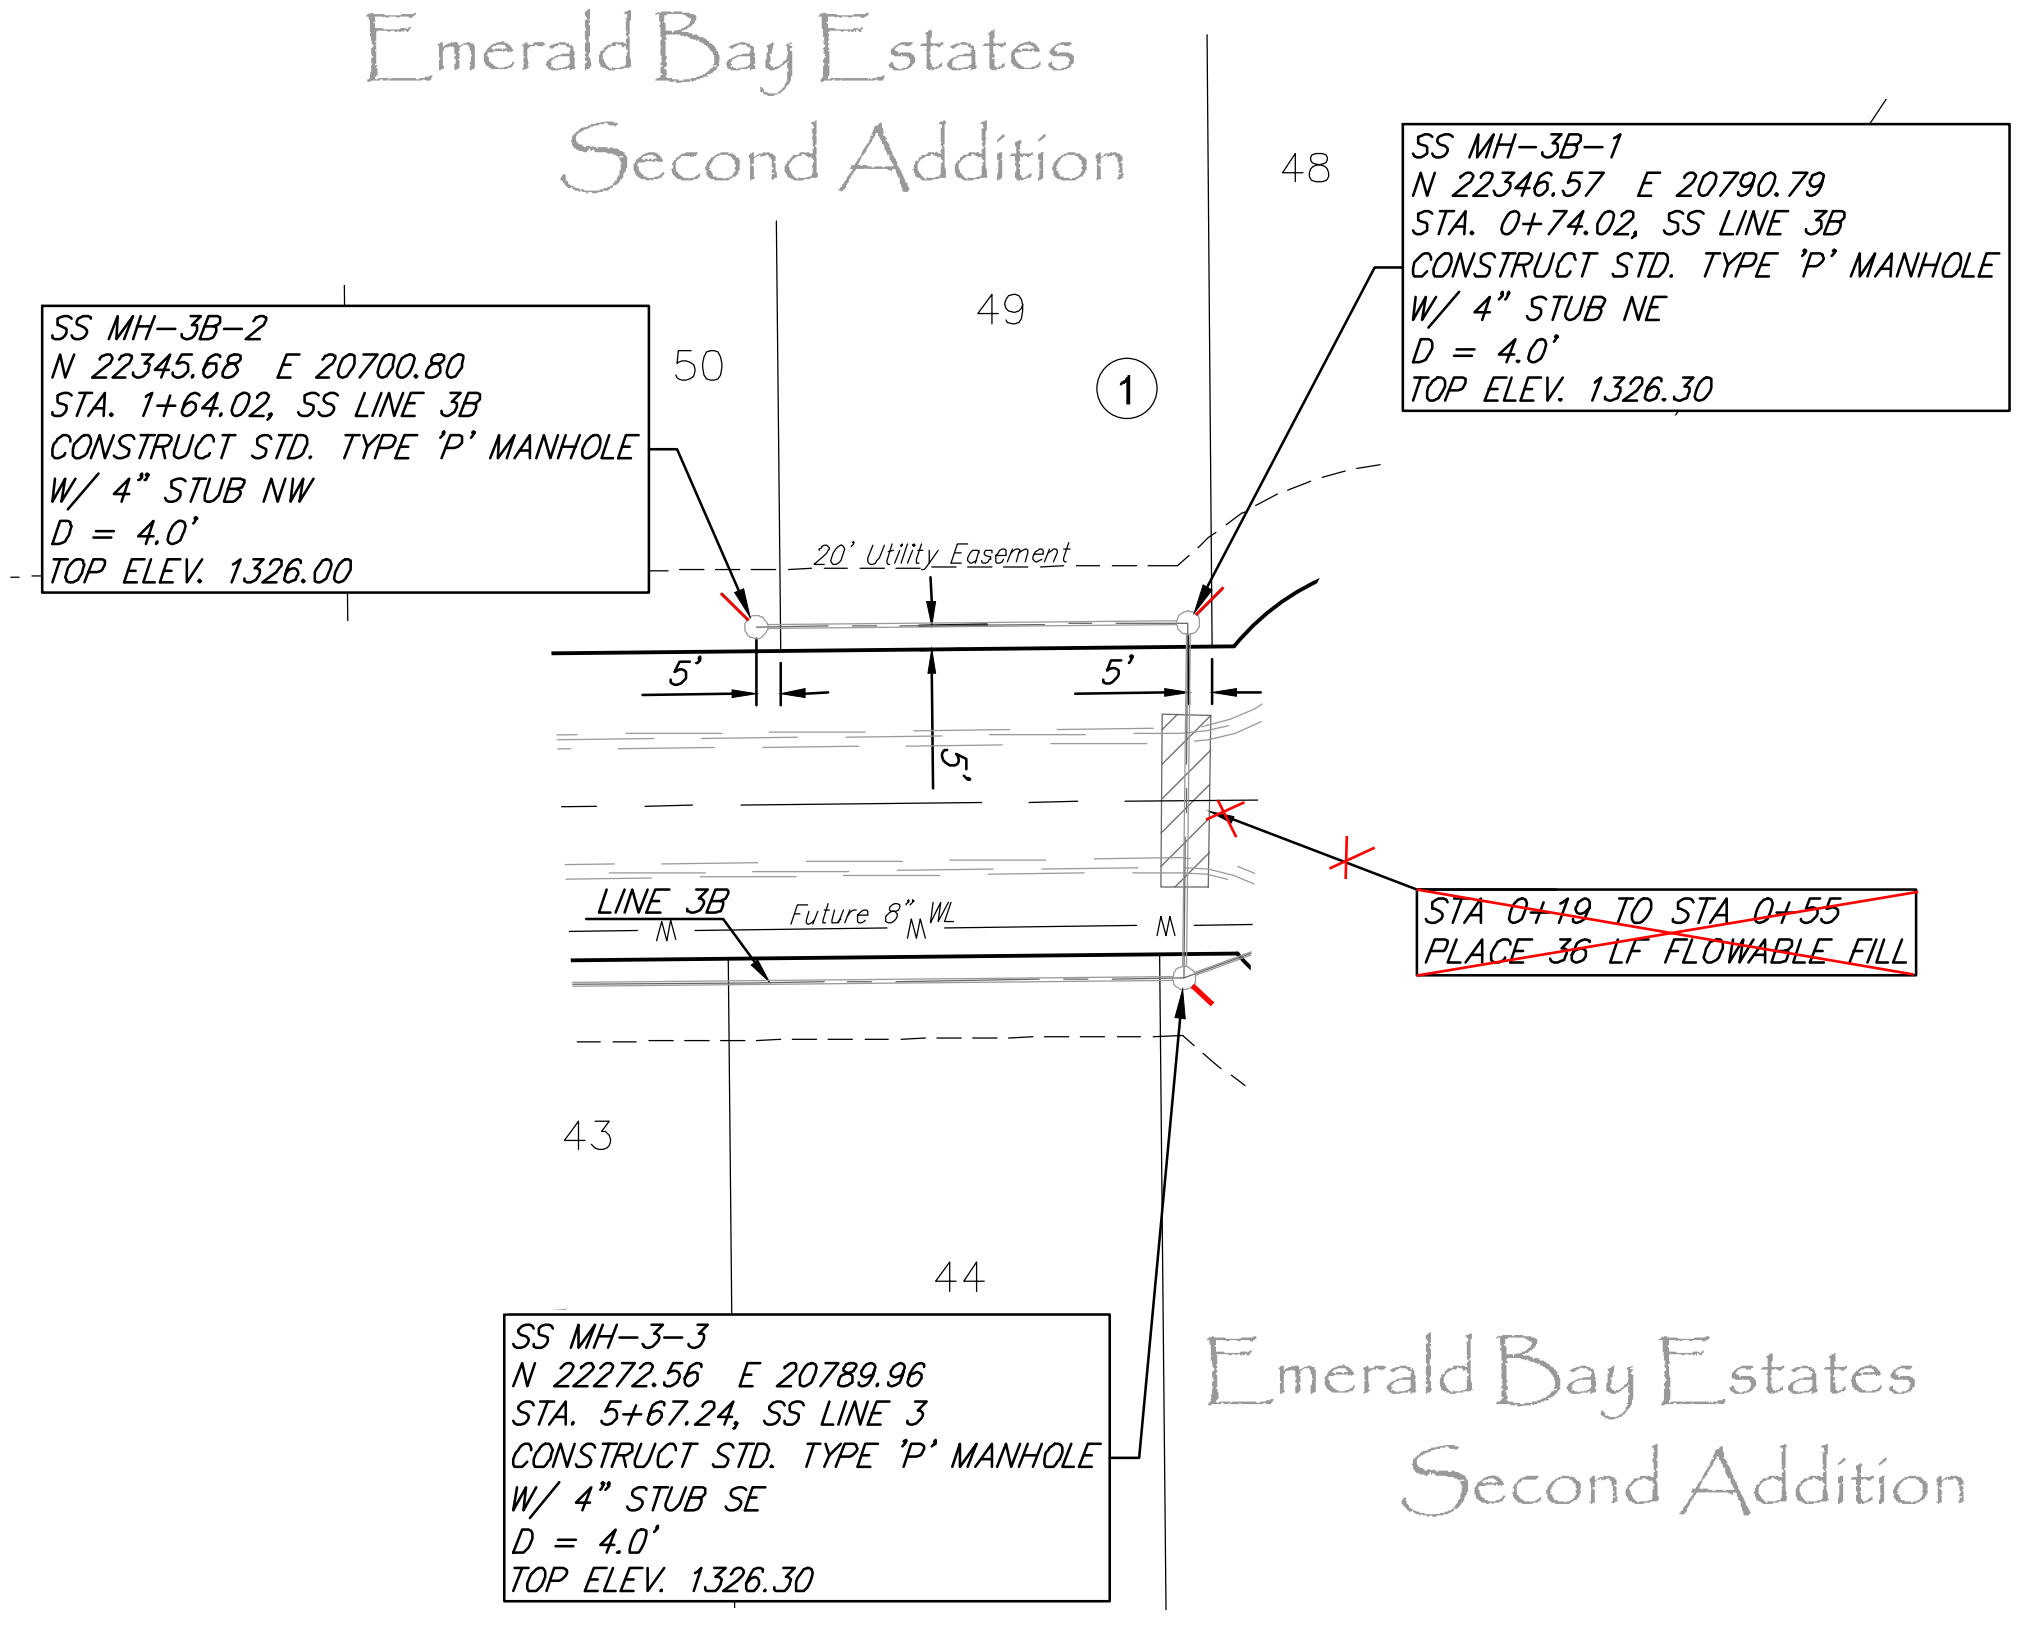 Emerald Bay Estates
Second Addition
48
SS MH-3B-1
N 22346.57 E 20790.79
STA. 0+74.02, SS LINE 3B
CONSTRUCT STD. TYPE 'P' MANHOLE
W/ 4" STUB NE
D = 4.0'
TOP ELEV. 1326.30
49
50
1
SS MH-3B-2
N 22345.68 E 20700.80
STA. 1+64.02, SS LINE 3B
CONSTRUCT STD. TYPE 'P' MANHOLE
W/ 4" STUB NW
D = 4.0'
TOP ELEV. 1326.00
20' Utility Easement
5'
5'
5'
LINE 3B
Future 8" WL
W
W
W
STA 0+19 TO STA 0+55
PLACE 36 LF FLOWABLE FILL
43
44
SS MH-3-3
N 22272.56 E 20789.96
STA. 5+67.24, SS LINE 3
CONSTRUCT STD. TYPE 'P' MANHOLE
W/ 4" STUB SE
D = 4.0'
TOP ELEV. 1326.30
Emerald Bay Estates
Second Addition